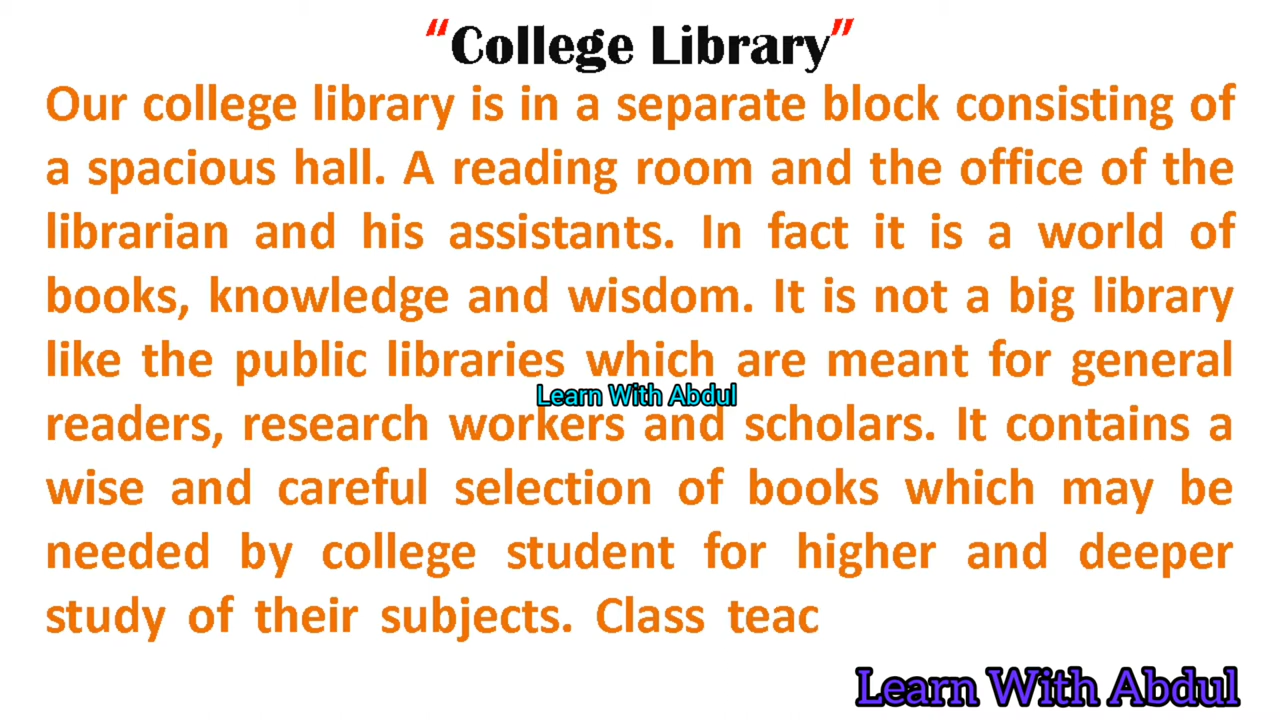 “College Library”
Our college library is in a separate block consisting of
a spacious hall. A reading room and the office of the
librarian and his assistants. In fact it is a world of
books, knowledge and wisdom. It is not a big library
like the public libraries which are meant for general
Learn With Abdul
readers, research workers and scholars. It contains a
wise and careful selection of books which may be
needed by college student for higher and deeper
study of their subjects. Class teac
Learn With Abdul